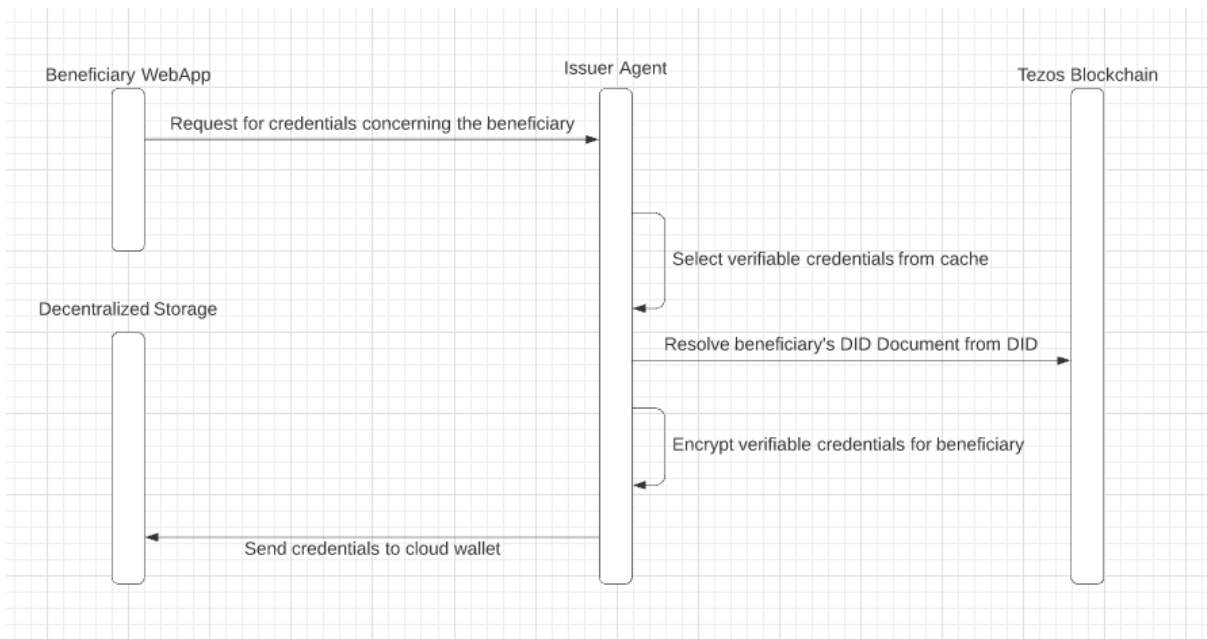 Beneficiary WebApp
Issuer Agent
Tezos Blockchain
Request for credentials concerning the beneficiary
Select verifiable credentials from cache
Decentralized Storage
Resolve beneficiary's DID Document from DID
Encrypt verifiable credentials for beneficiary
Send credentials to cloud wallet